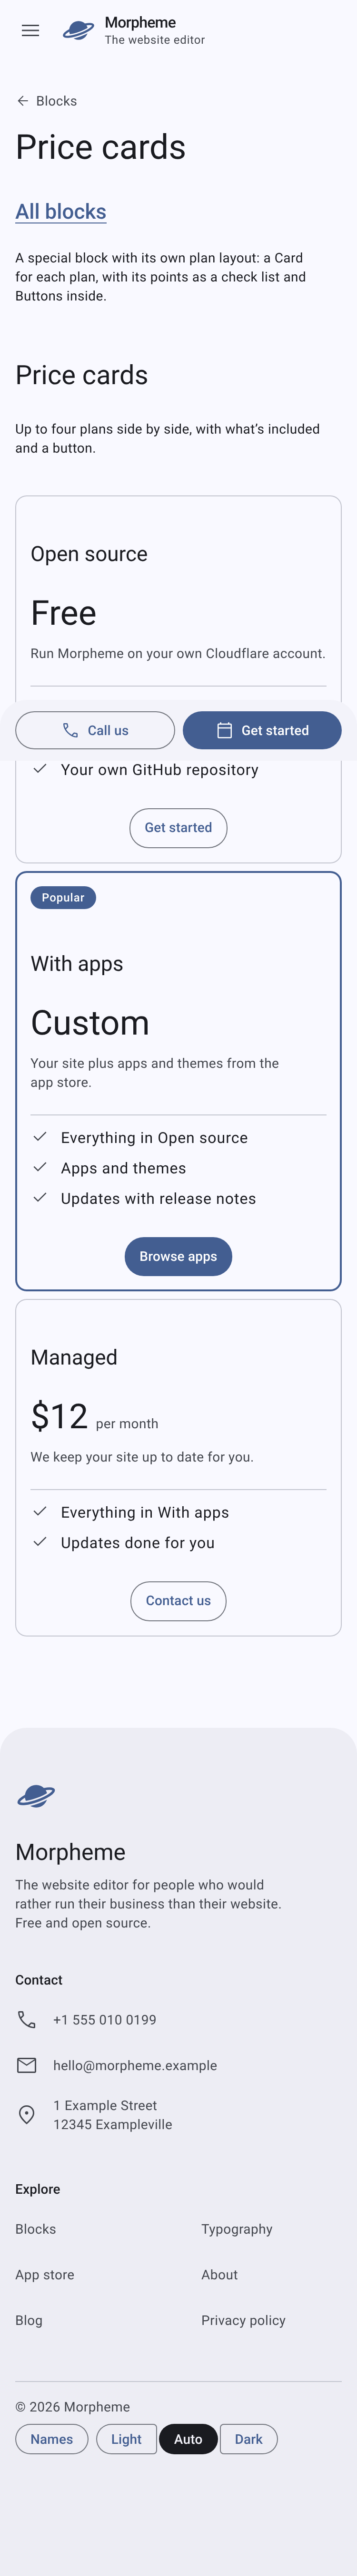 Morpheme
The website editor
Blocks
Price cards
All blocks
A special block with its own plan layout: a Card
for each plan, with its points as a check list and
Buttons inside.
Price cards
Up to four plans side by side, with what’s included
and a button.
Open source
Free
Run Morpheme on your own Cloudflare account.
Call us
Get started
Your own GitHub repository
Get started
Popular
With apps
Custom
Your site plus apps and themes from the
app store.
Everything in Open source
Apps and themes
Updates with release notes
Browse apps
Managed
$12 per month
We keep your site up to date for you.
Everything in With apps
Updates done for you
Contact us
Morpheme
The website editor for people who would
rather run their business than their website.
Free and open source.
Contact
+1 555 010 0199
hello@morpheme.example
1 Example Street
12345 Exampleville
Explore
Blocks
Typography
App store
About
Blog
Privacy policy
© 2026 Morpheme
Names
Light
Auto
Dark